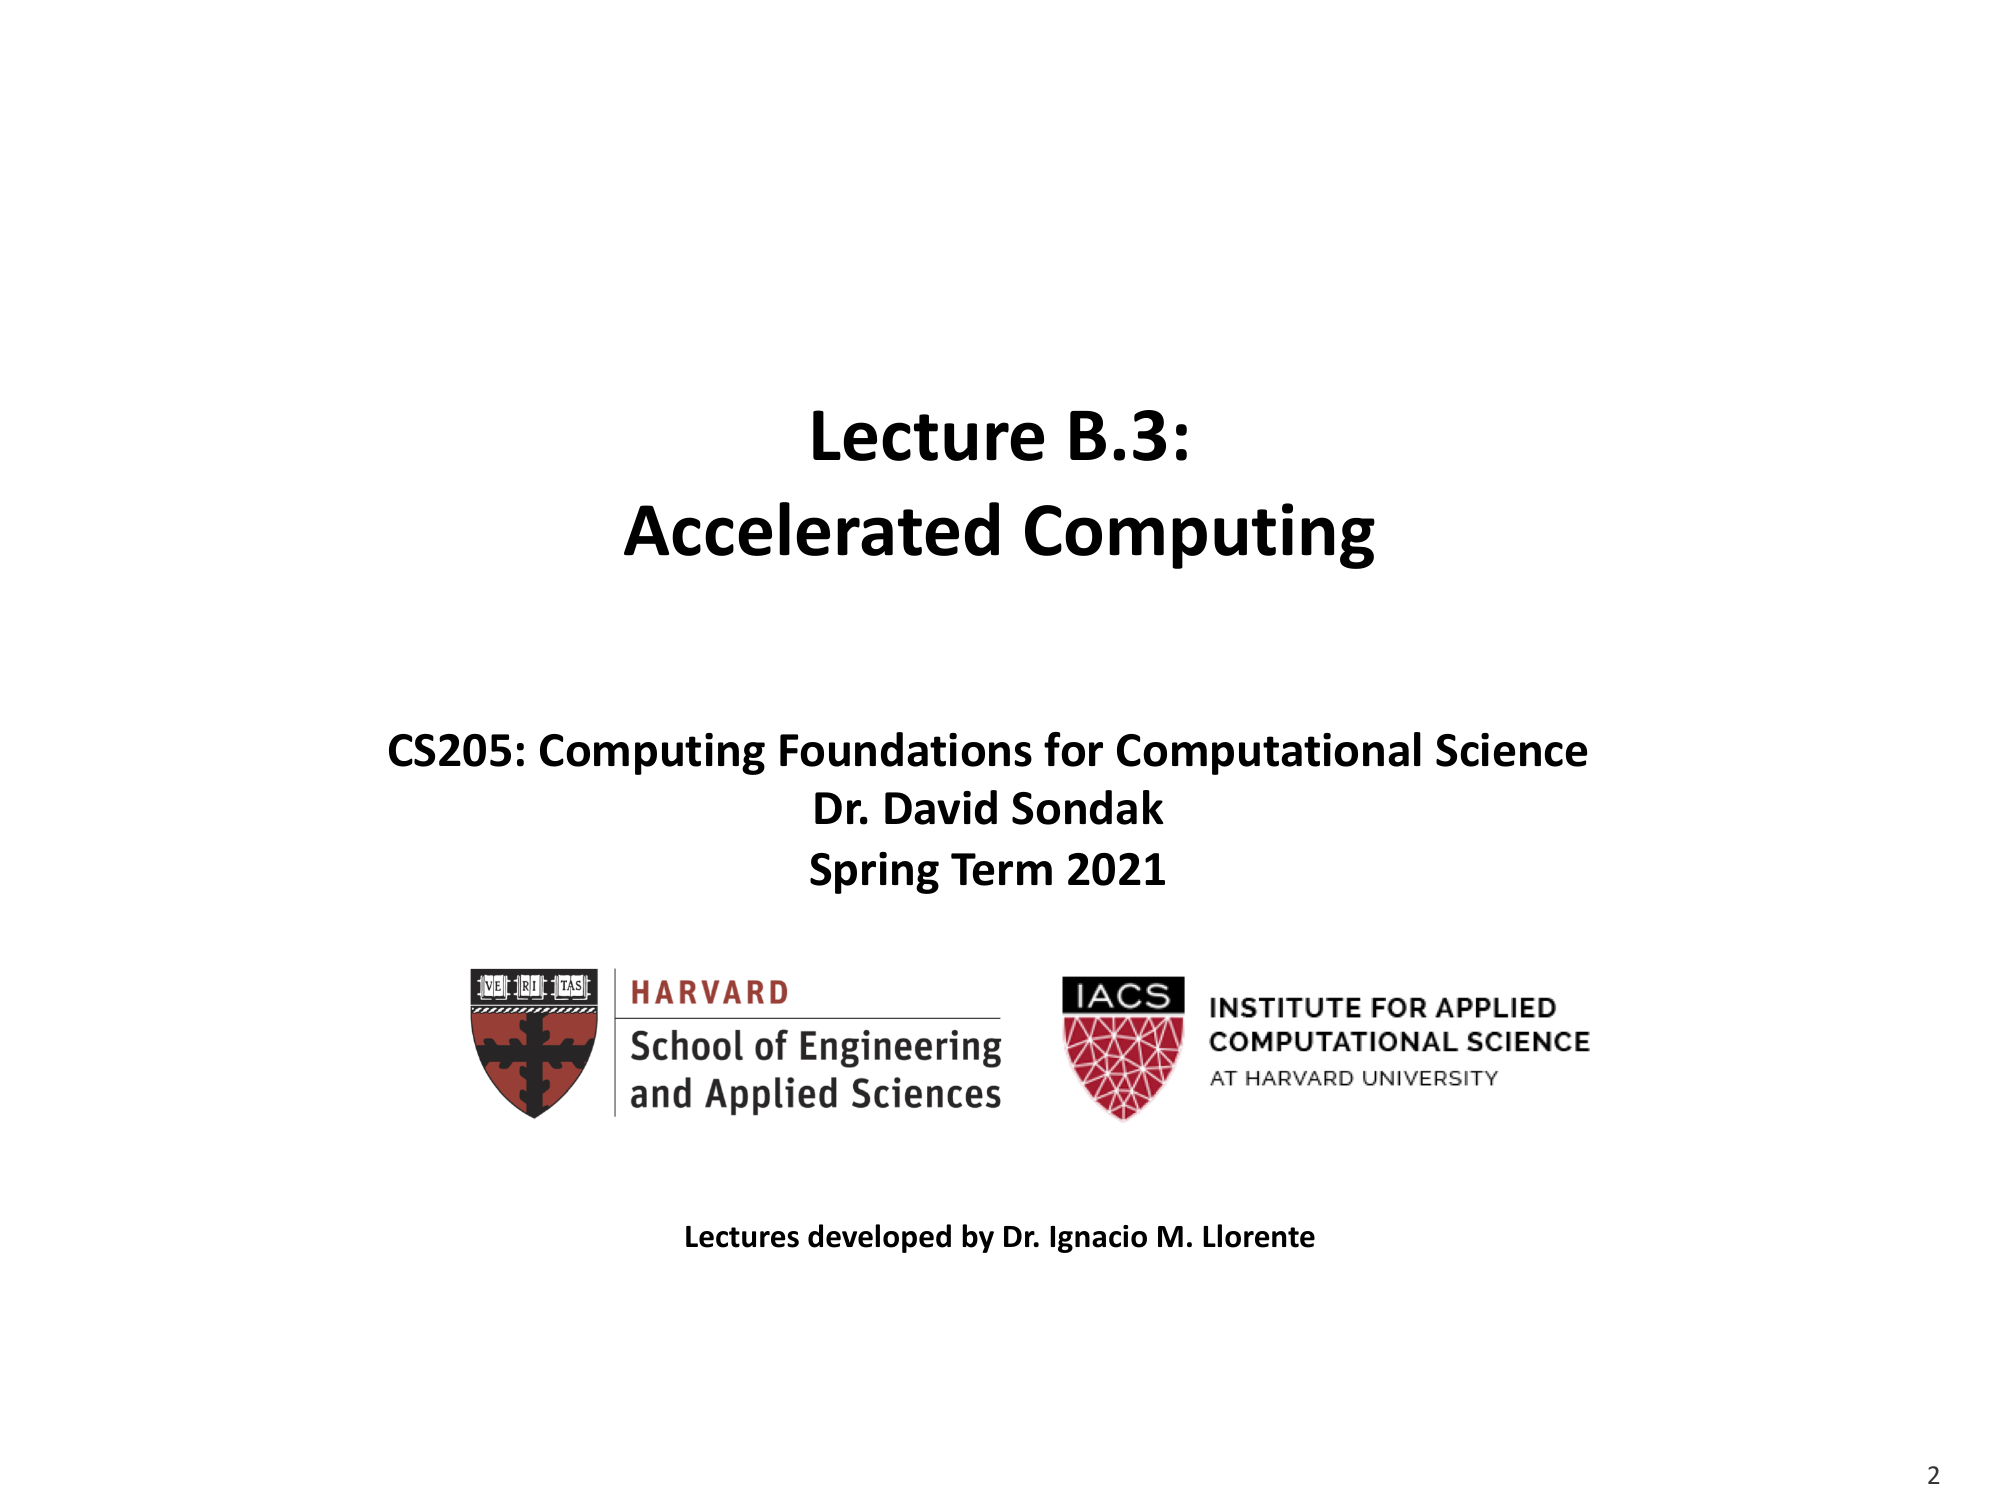 Lecture B.3:
Accelerated Computing
CS205: Computing Foundations for Computational Science
Dr. David Sondak
Spring Term 2021
VE RI TAS
HARVARD
School of Engineering
and Applied Sciences
IACS
INSTITUTE FOR APPLIED
COMPUTATIONAL SCIENCE
AT HARVARD UNIVERSITY
Lectures developed by Dr. Ignacio M. Llorente
2